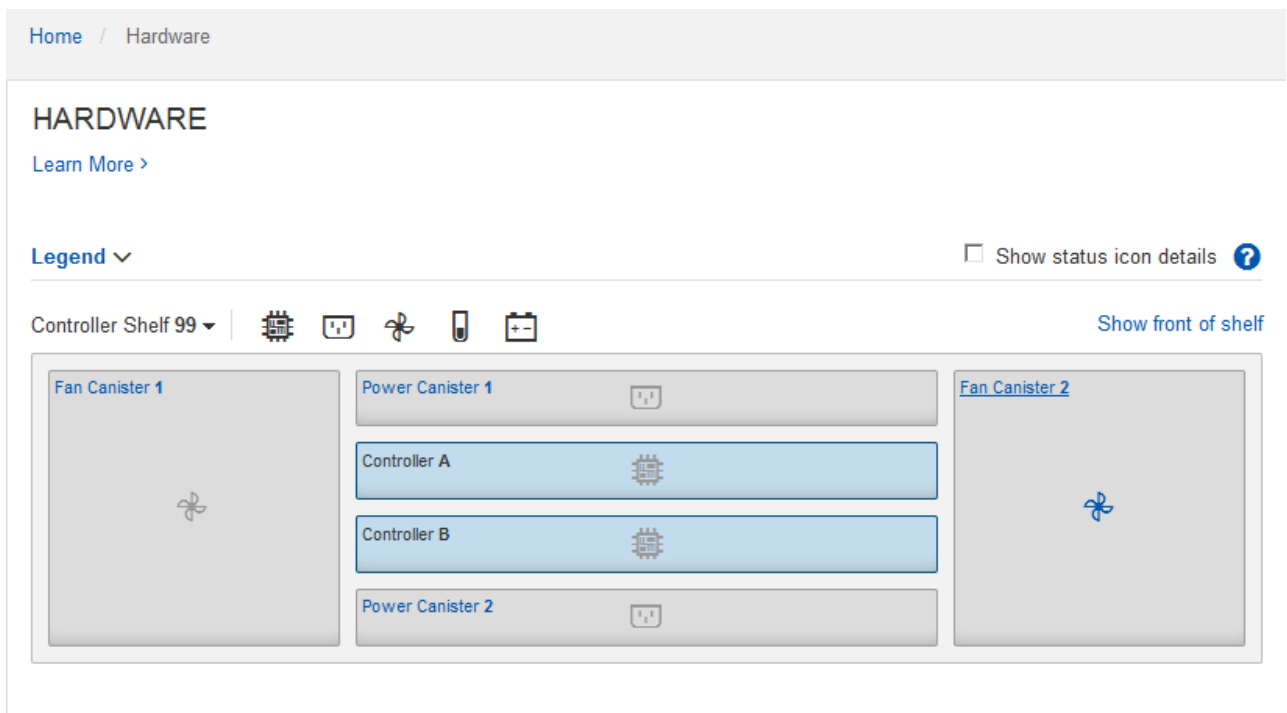 Home / Hardware
HARDWARE
Learn More >
Legend
Show status icon details ?
Controller Shelf 99
Show front of shelf
Fan Canister 1
Power Canister 1
Fan Canister 2
Controller A
Controller B
Power Canister 2